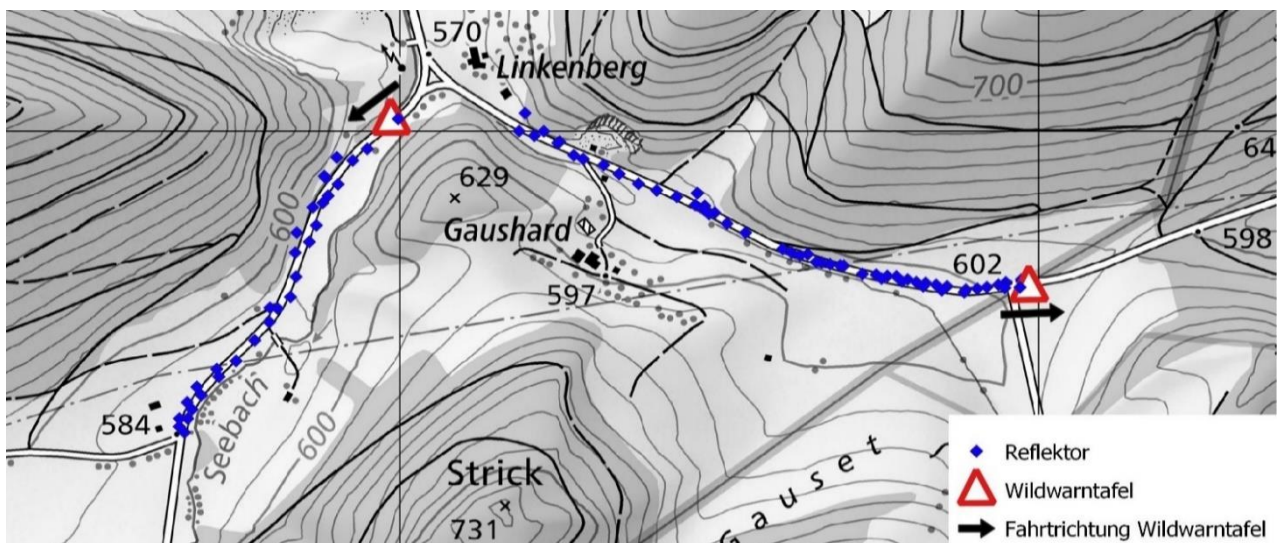 570
Linkenberg
700
64
629
600
Gaushard
598
602
597
584
Seebach
600
Strick
731
Gauset
Reflektor
Wildwarntafel
Fahrtrichtung Wildwarntafel